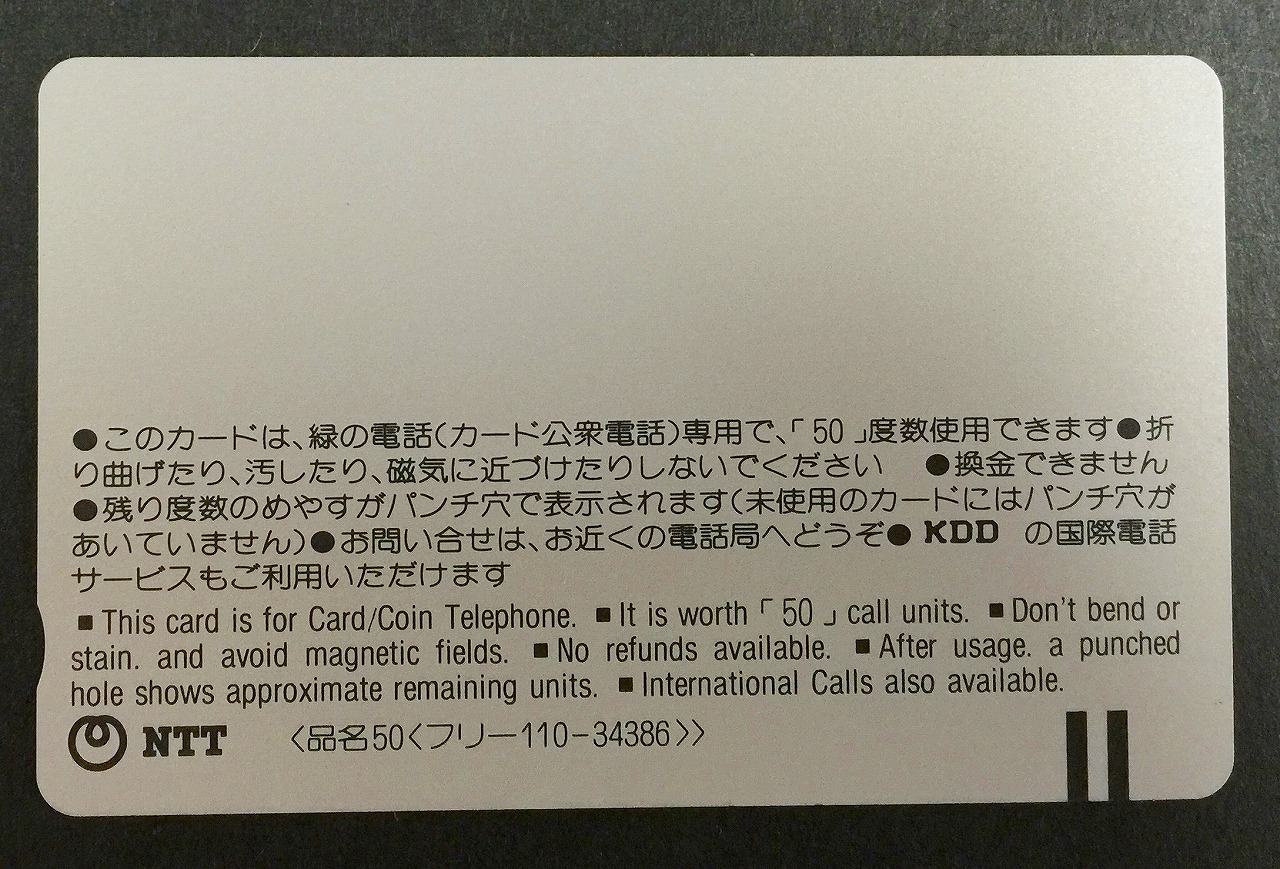 ●このカードは、緑の電話(カード公衆電話)専用で、「50」度数使用できます●折
り曲げたり、汚したり、磁気に近づけたりしないでください　●換金できません
●残り度数のめやすがパンチ穴で表示されます(未使用のカードにはパンチ穴が
あいていません)●お問い合せは、お近くの電話局へどうぞ●KDD の国際電話
サービスもご利用いただけます
■This card is for Card/Coin Telephone. ■It is worth「50」call units. ■Don't bend or
stain. and avoid magnetic fields. ■No refunds available. ■After usage. a punched
hole shows approximate remaining units. ■International Calls also available.
NTT 〈品名50〈フリー110-34386〉〉